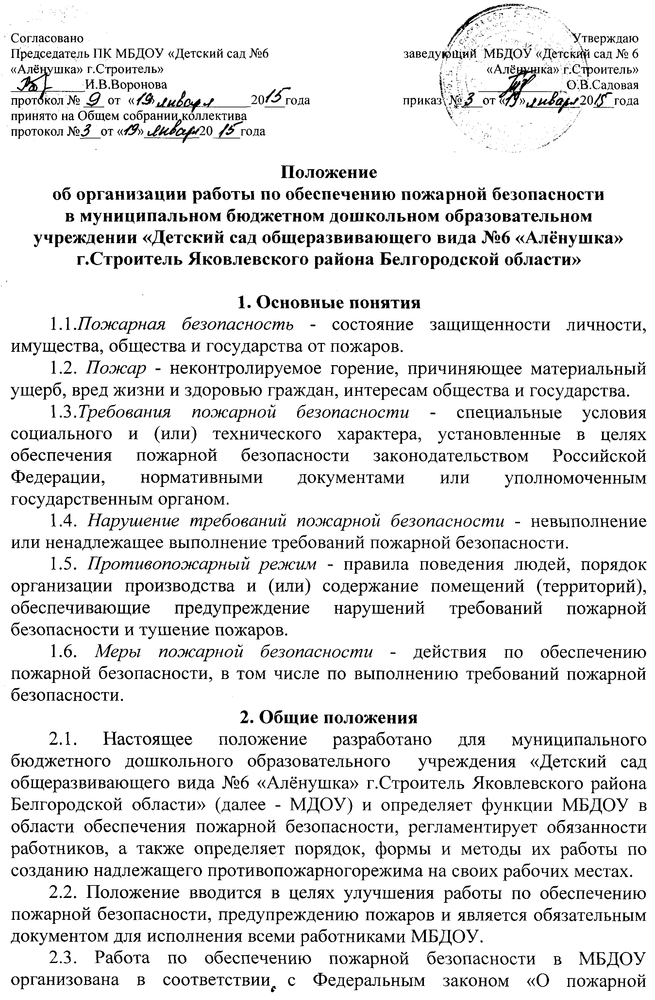 Согласовано
Председатель ПК МБДОУ «Детский сад №6
«Алёнушка» г.Строитель»
И.В.Воронова
протокол № 9 от «19» января 2015 года
принято на Общем собрании коллектива
протокол №3 от «19» января 2015 года
Утверждаю
заведующий МБДОУ «Детский сад № 6
«Алёнушка» г.Строитель»
О.В.Садовая
приказ № 3 от «19» января 2015 года
Положение
об организации работы по обеспечению пожарной безопасности
в муниципальном бюджетном дошкольном образовательном
учреждении «Детский сад общеразвивающего вида №6 «Алёнушка»
г.Строитель Яковлевского района Белгородской области»
1. Основные понятия
1.1.Пожарная безопасность - состояние защищенности личности,
имущества, общества и государства от пожаров.
1.2. Пожар - неконтролируемое горение, причиняющее материальный
ущерб, вред жизни и здоровью граждан, интересам общества и государства.
1.3.Требования пожарной безопасности - специальные условия
социального и (или) технического характера, установленные в целях
обеспечения пожарной безопасности законодательством Российской
Федерации, нормативными документами или уполномоченным
государственным органом.
1.4. Нарушение требований пожарной безопасности - невыполнение
или ненадлежащее выполнение требований пожарной безопасности.
1.5. Противопожарный режим - правила поведения людей, порядок
организации производства и (или) содержание помещений (территорий),
обеспечивающие предупреждение нарушений требований пожарной
безопасности и тушение пожаров.
1.6. Меры пожарной безопасности - действия по обеспечению
пожарной безопасности, в том числе по выполнению требований пожарной
безопасности.
2. Общие положения
2.1. Настоящее положение разработано для муниципального
бюджетного дошкольного образовательного учреждения «Детский сад
общеразвивающего вида №6 «Алёнушка» г.Строитель Яковлевского района
Белгородской области» (далее - МДОУ) и определяет функции МБДОУ в
области обеспечения пожарной безопасности, регламентирует обязанности
работников, а также определяет порядок, формы и методы их работы по
созданию надлежащего противопожарногорежима на своих рабочих местах.
2.2. Положение вводится в целях улучшения работы по обеспечению
пожарной безопасности, предупреждению пожаров и является обязательным
документом для исполнения всеми работниками МБДОУ.
2.3. Работа по обеспечению пожарной безопасности в МБДОУ
организована в соответствии с Федеральным законом «О пожарной